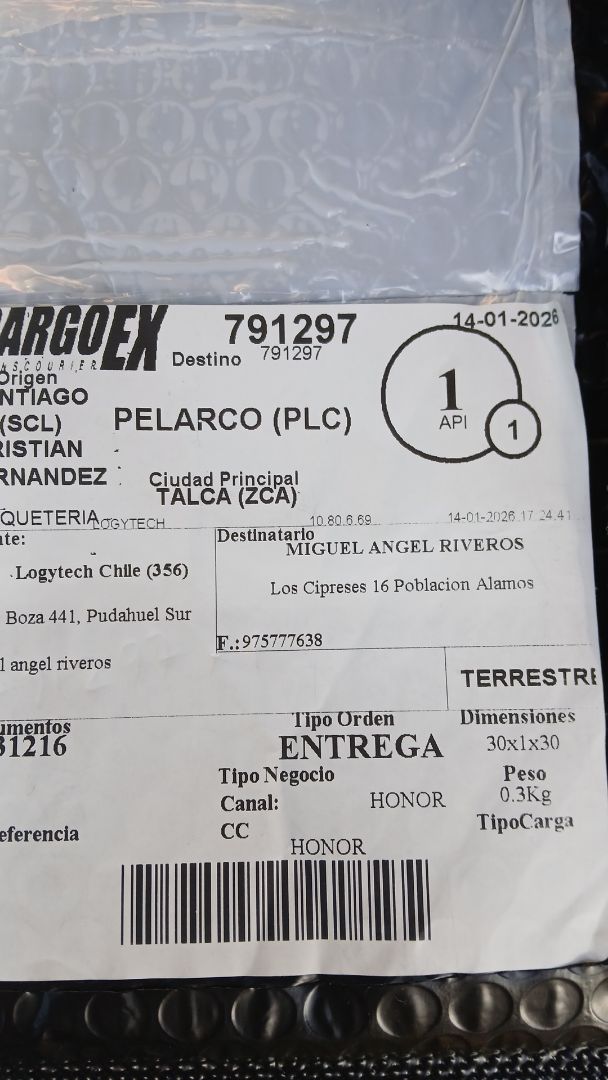 ARGOEX
791297
14-01-2026
Destino 791297
Origen
NTIAGO
(SCL)
PELARCO (PLC)
1
API
1
RISTIAN
RNANDEZ
Ciudad Principal
TALCA (ZCA)
QUETERIA
LOGYTECH
10.80.6.69
14-01-2026 17:24:41
nte:
Destinatario
MIGUEL ANGEL RIVEROS
Logytech Chile (356)
Los Cipreses 16 Poblacion Alamos
Boza 441, Pudahuel Sur
F.:975777638
l angel riveros
TERRESTRE
umentos
31216
Tipo Orden
ENTREGA
Dimensiones
30x1x30
Tipo Negocio
Peso
0.3Kg
Canal: HONOR
TipoCarga
eferencia
CC
HONOR